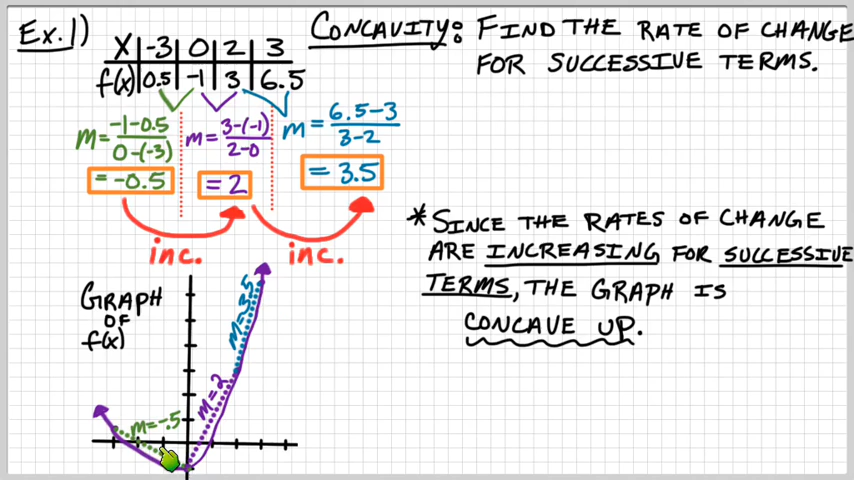 Ex.1)
CONCAVITY: FIND THE RATE OF CHANGE
FOR SUCCESSIVE TERMS.
X | -3 | 0 | 2 | 3
f(x) | 0.5 | -1 | 3 | 6.5
m = -1-0.5 / 0-(-3)
= -0.5
m = 3-(-1) / 2-0
= 2
m = 6.5-3 / 3-2
= 3.5
inc. inc.
*SINCE THE RATES OF CHANGE
ARE INCREASING FOR SUCCESSIVE
TERMS, THE GRAPH IS
CONCAVE UP.
GRAPH
OF
f(x)
m=-.5
m=2
m=3.5